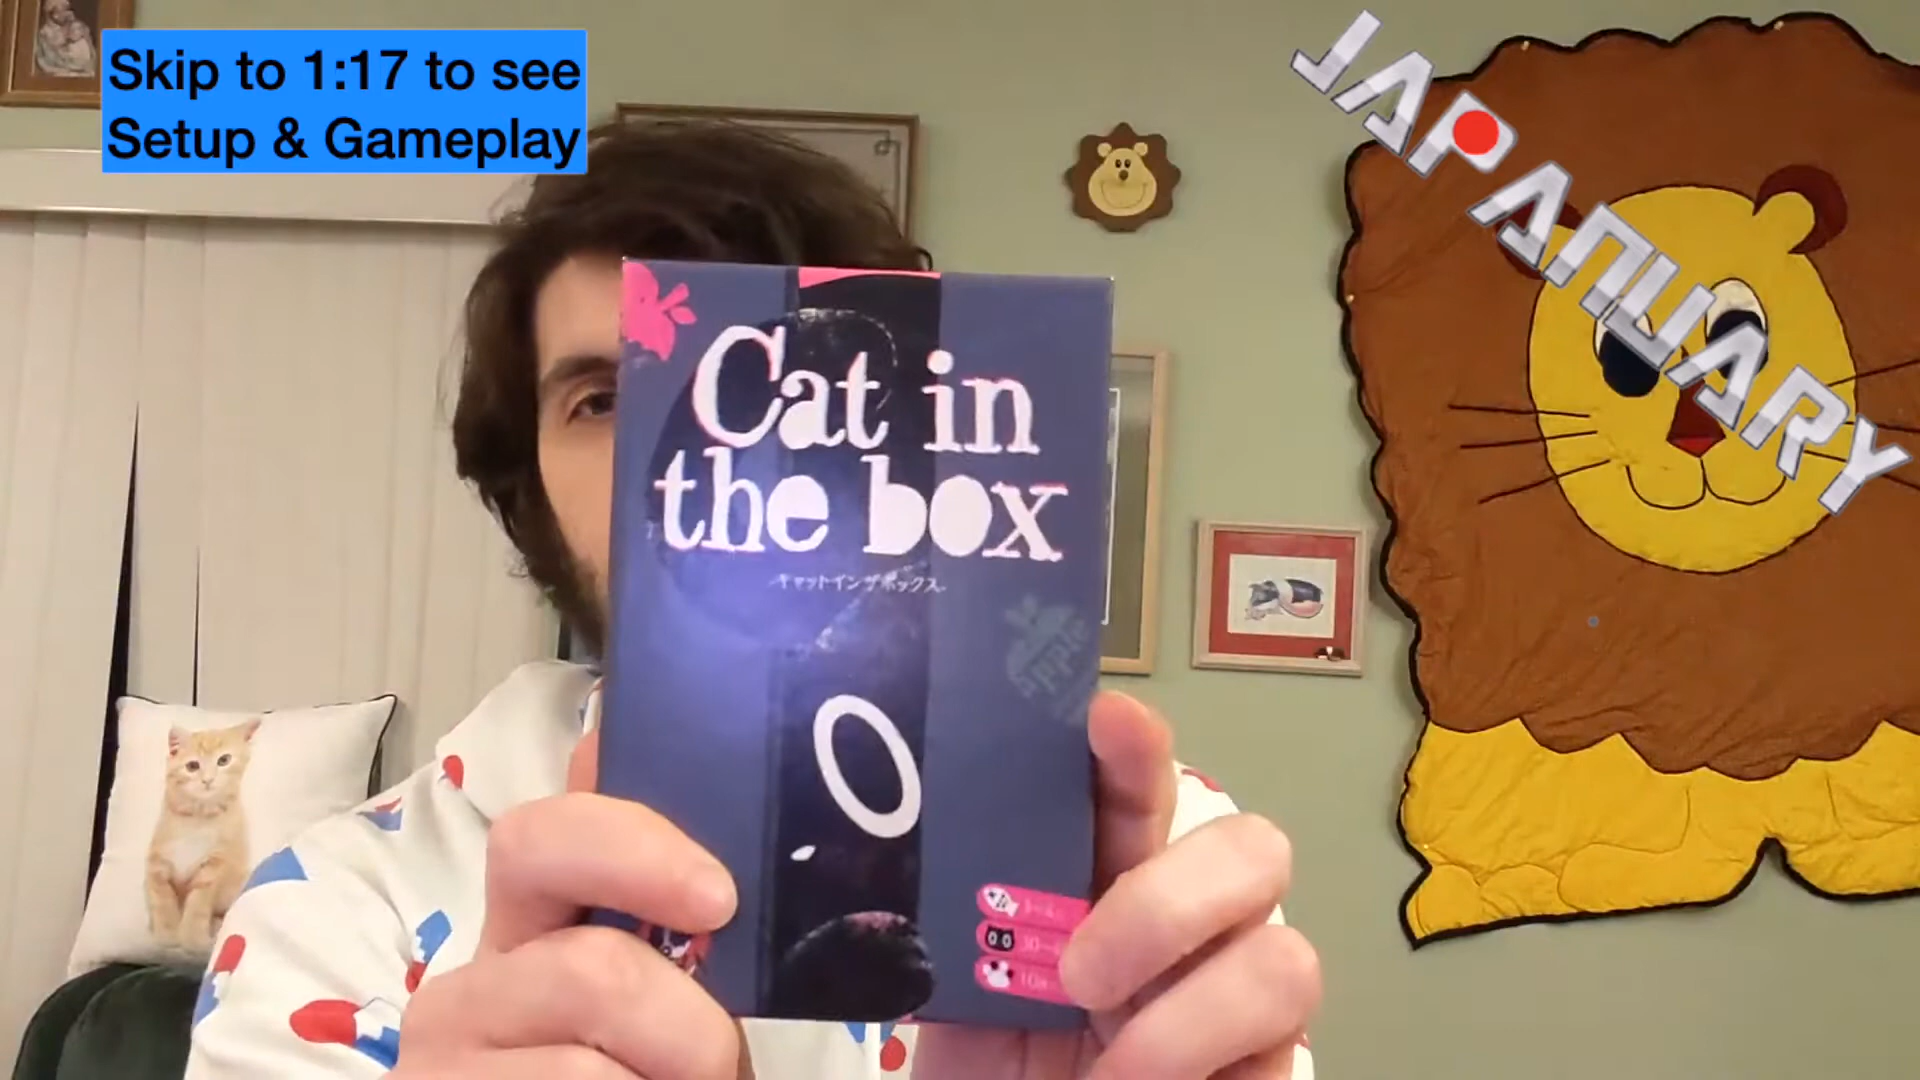 Skip to 1:17 to see
Setup & Gameplay
JAPANUARY
Cat in
the box
キャットインザボックス
apple